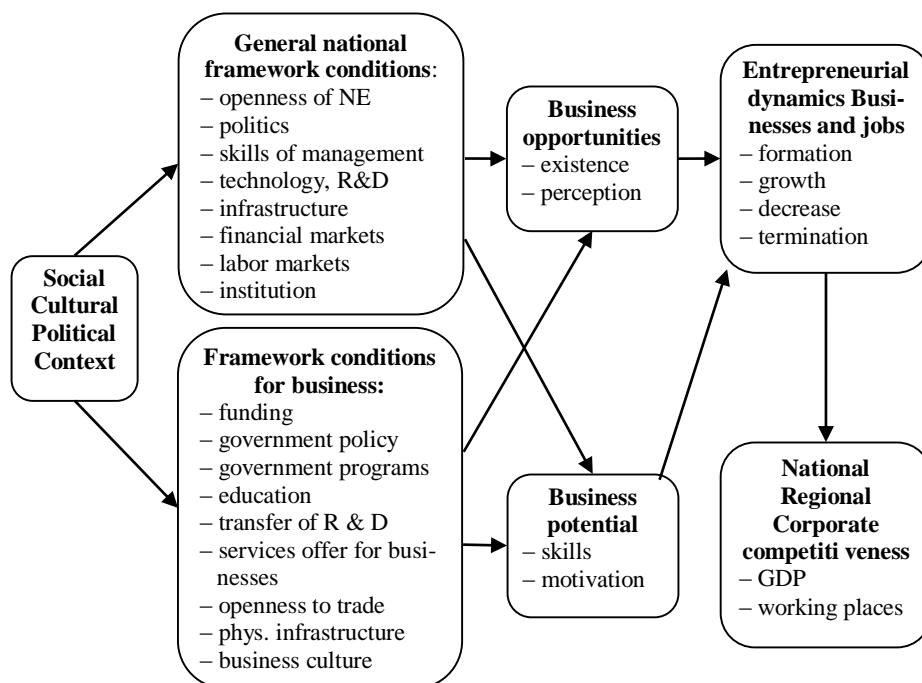 Social
Cultural
Political
Context
General national
framework conditions:
– openness of NE
– politics
– skills of management
– technology, R&D
– infrastructure
– financial markets
– labor markets
– institution
Framework conditions
for business:
– funding
– government policy
– government programs
– education
– transfer of R & D
– services offer for busi-
nesses
– openness to trade
– phys. infrastructure
– business culture
Business
opportunities
– existence
– perception
Business
potential
– skills
– motivation
Entrepreneurial
dynamics Busi-
nesses and jobs
– formation
– growth
– decrease
– termination
National
Regional
Corporate
competiti veness
– GDP
– working places